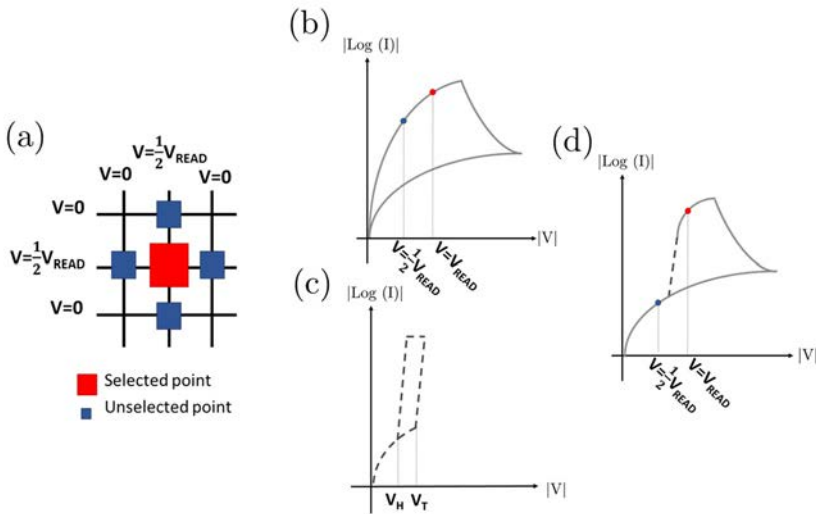 (a)
V=½V_READ
V=0 V=0
V=0
V=½V_READ
V=0
Selected point
Unselected point
(b)
|Log (I)|
|V|
V=½V_READ
V=V_READ
(c)
|Log (I)|
|V|
V_H V_T
(d)
|Log (I)|
|V|
V=½V_READ
V=V_READ